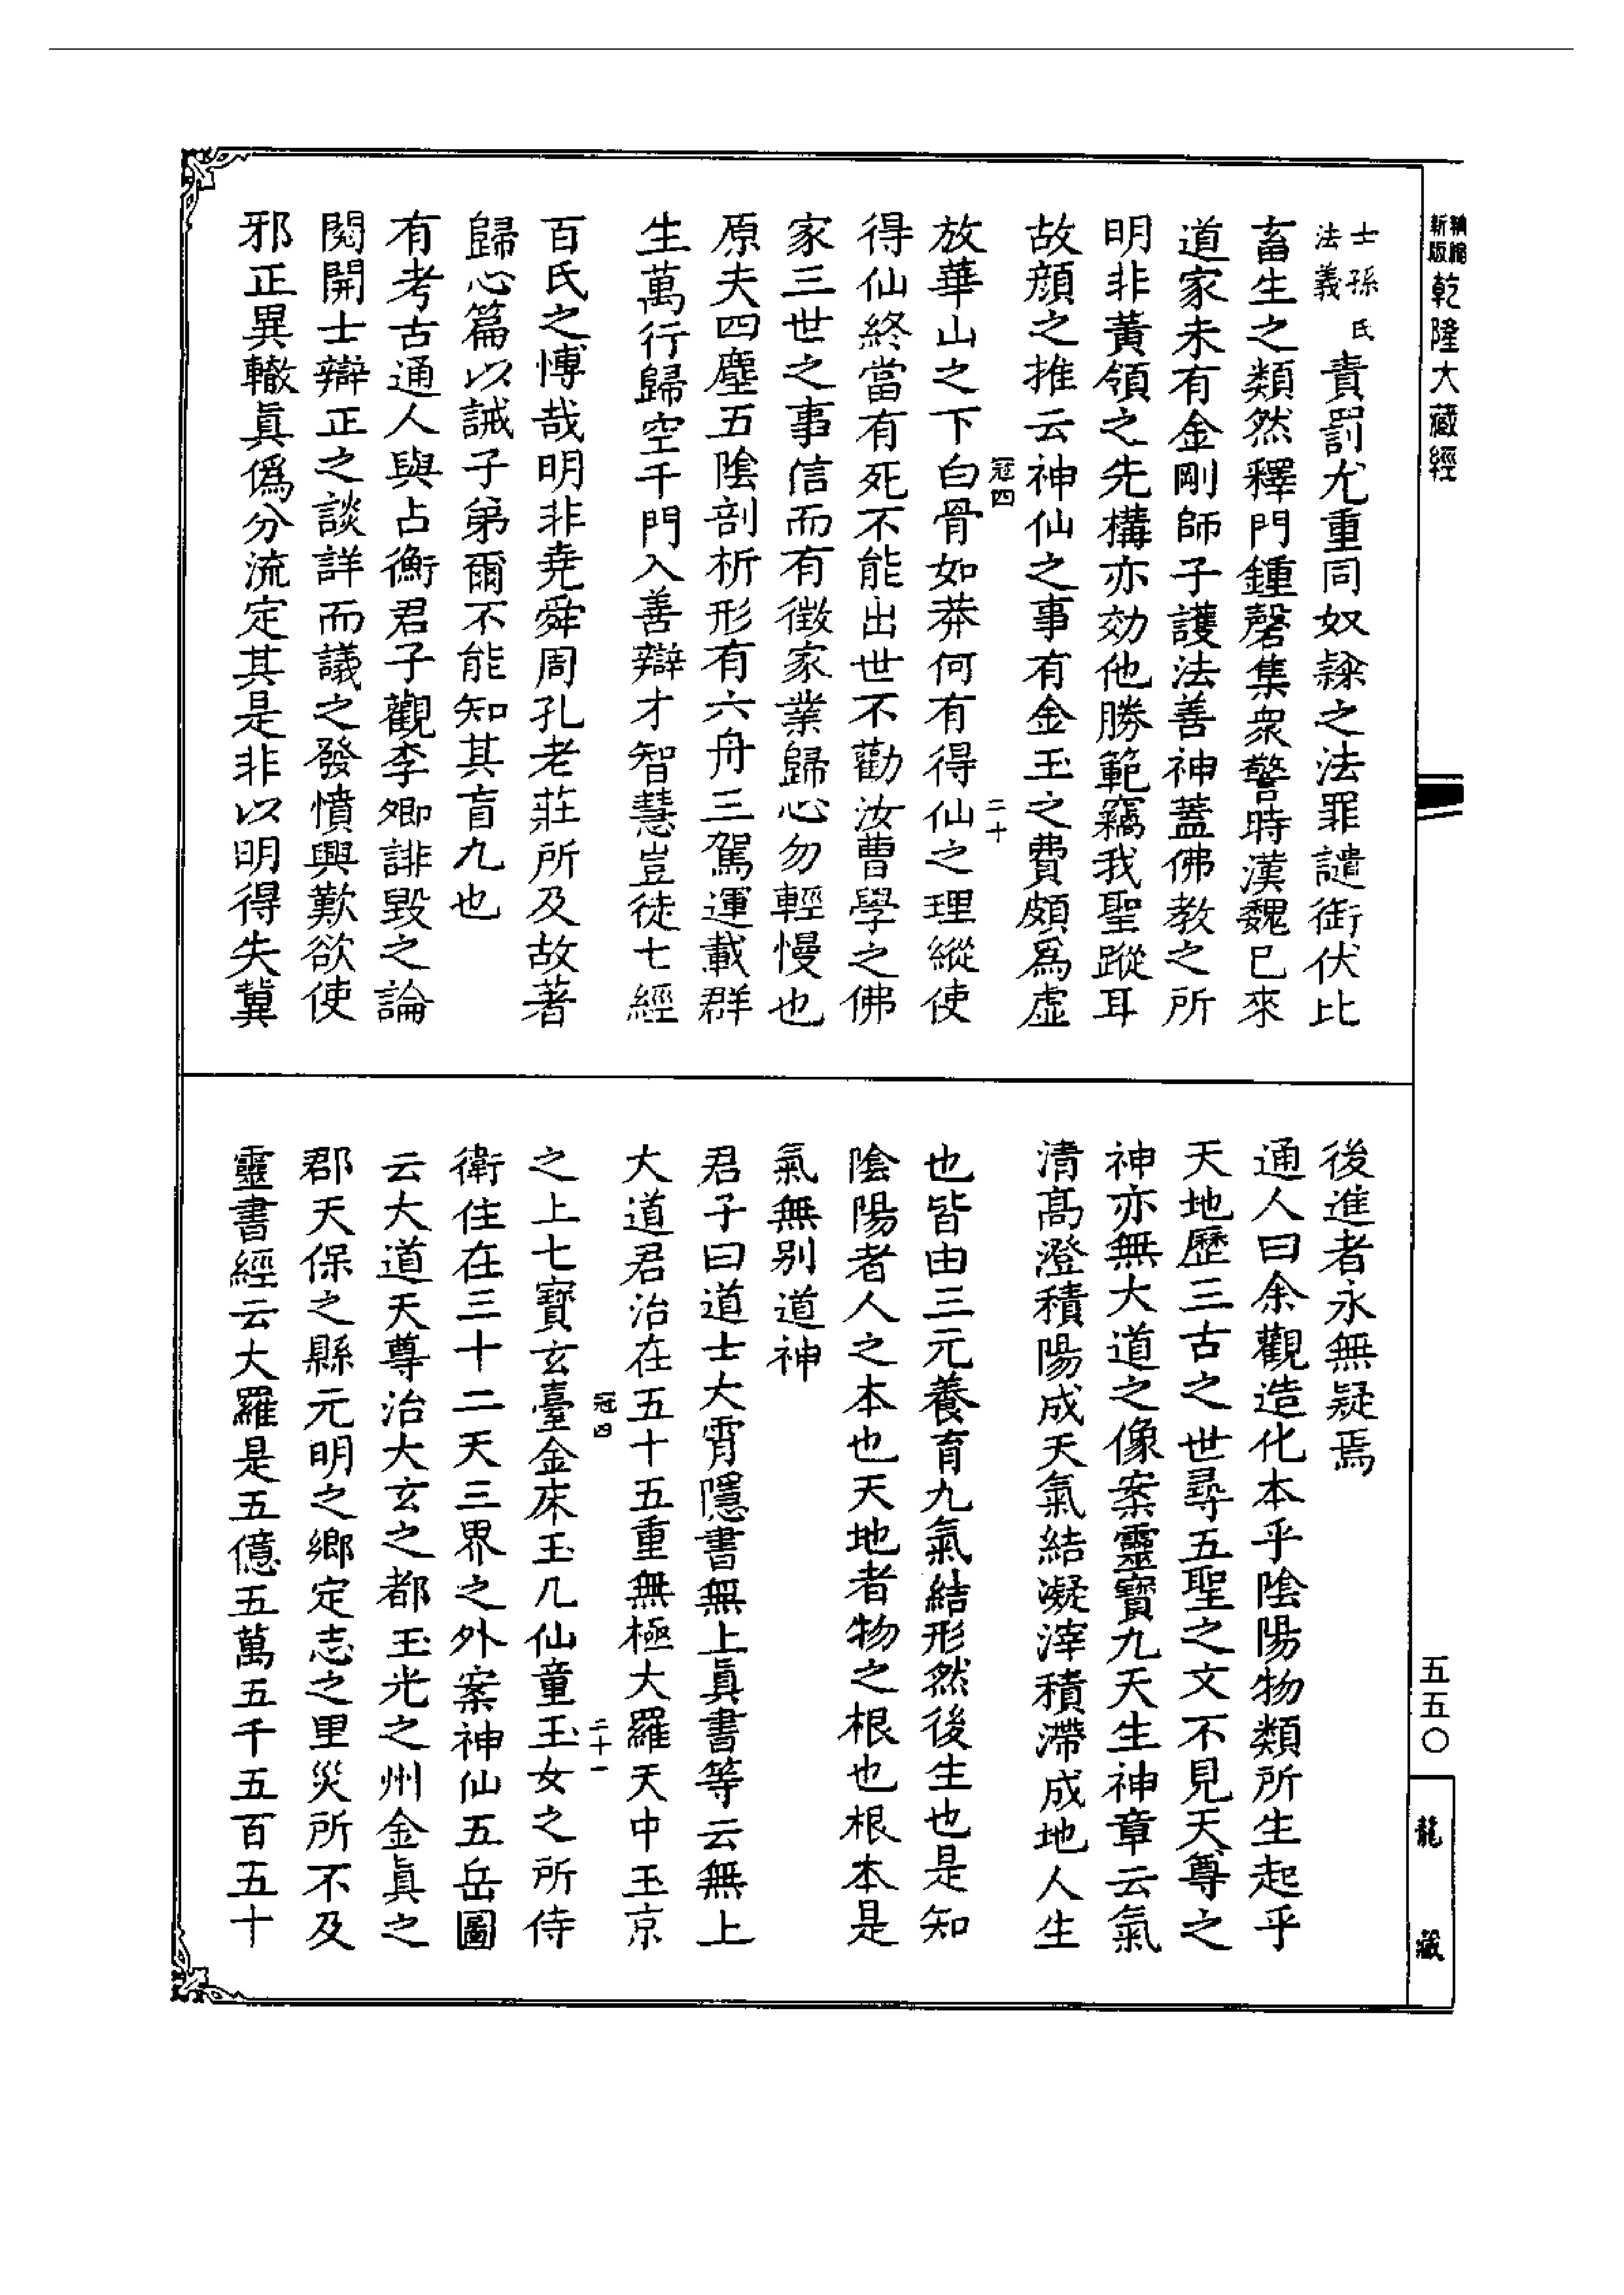 新版
精縮
乾隆大藏經
士孫氏
法義
責罰尤重同奴隸之法罪譴銜伏比
畜生之類然釋門鍾磬集衆警時漢魏已來
道家未有金剛師子護法善神蓋佛教之所
明非黃領之先構亦効他勝範竊我聖蹤耳
故顏之推云神仙之事有金玉之費頗爲虛
冠四
二十
放華山之下白骨如莽何有得仙之理縱使
得仙終當有死不能出世不勸汝曹學之佛
家三世之事信而有徵家業歸心勿輕慢也
原夫四塵五陰剖析形有六舟三駕運載群
生萬行歸空千門入善辯才智慧豈徒七經
百氏之博哉明非堯舜周孔老莊所及故著
歸心篇以誡子弟爾不能知其盲九也
有考古通人與占衡君子觀李卿誹毀之論
閱開士辯正之談詳而議之發憤興歎欲使
邪正異轍眞僞分流定其是非以明得失冀
後進者永無疑焉
通人曰余觀造化本乎陰陽物類所生起乎
天地歷三古之世尋五聖之文不見天尊之
神亦無大道之像案靈寶九天生神章云氣
清高澄積陽成天氣結凝滓積滯成地人生
也皆由三元養育九氣結形然後生也是知
陰陽者人之本也天地者物之根也根本是
氣無別道神
君子曰道士大霄隱書無上眞書等云無上
大道君治在五十五重無極大羅天中玉京
冠四
二十一
之上七寶玄臺金床玉几仙童玉女之所侍
衛住在三十二天三界之外案神仙五岳圖
云大道天尊治大玄之都玉光之州金眞之
郡天保之縣元明之鄉定志之里災所不及
靈書經云大羅是五億五萬五千五百五十
五五〇
龍藏